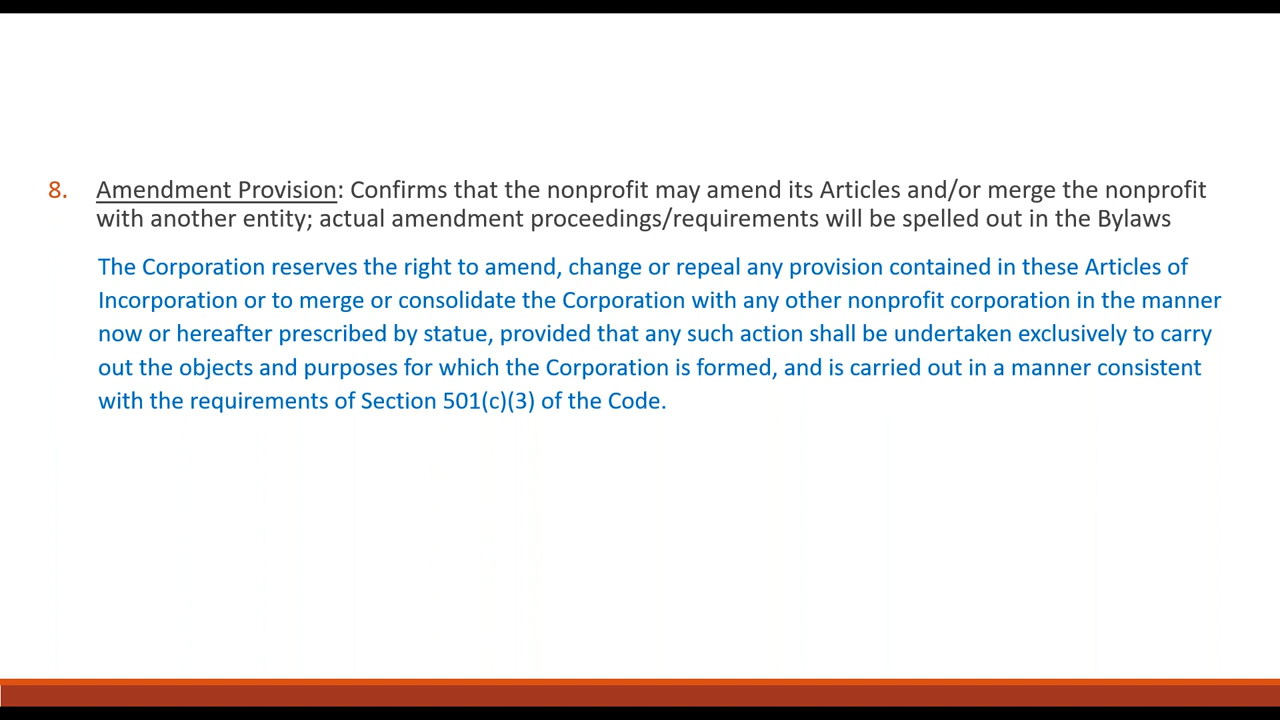 8. Amendment Provision: Confirms that the nonprofit may amend its Articles and/or merge the nonprofit
with another entity; actual amendment proceedings/requirements will be spelled out in the Bylaws
The Corporation reserves the right to amend, change or repeal any provision contained in these Articles of
Incorporation or to merge or consolidate the Corporation with any other nonprofit corporation in the manner
now or hereafter prescribed by statue, provided that any such action shall be undertaken exclusively to carry
out the objects and purposes for which the Corporation is formed, and is carried out in a manner consistent
with the requirements of Section 501(c)(3) of the Code.